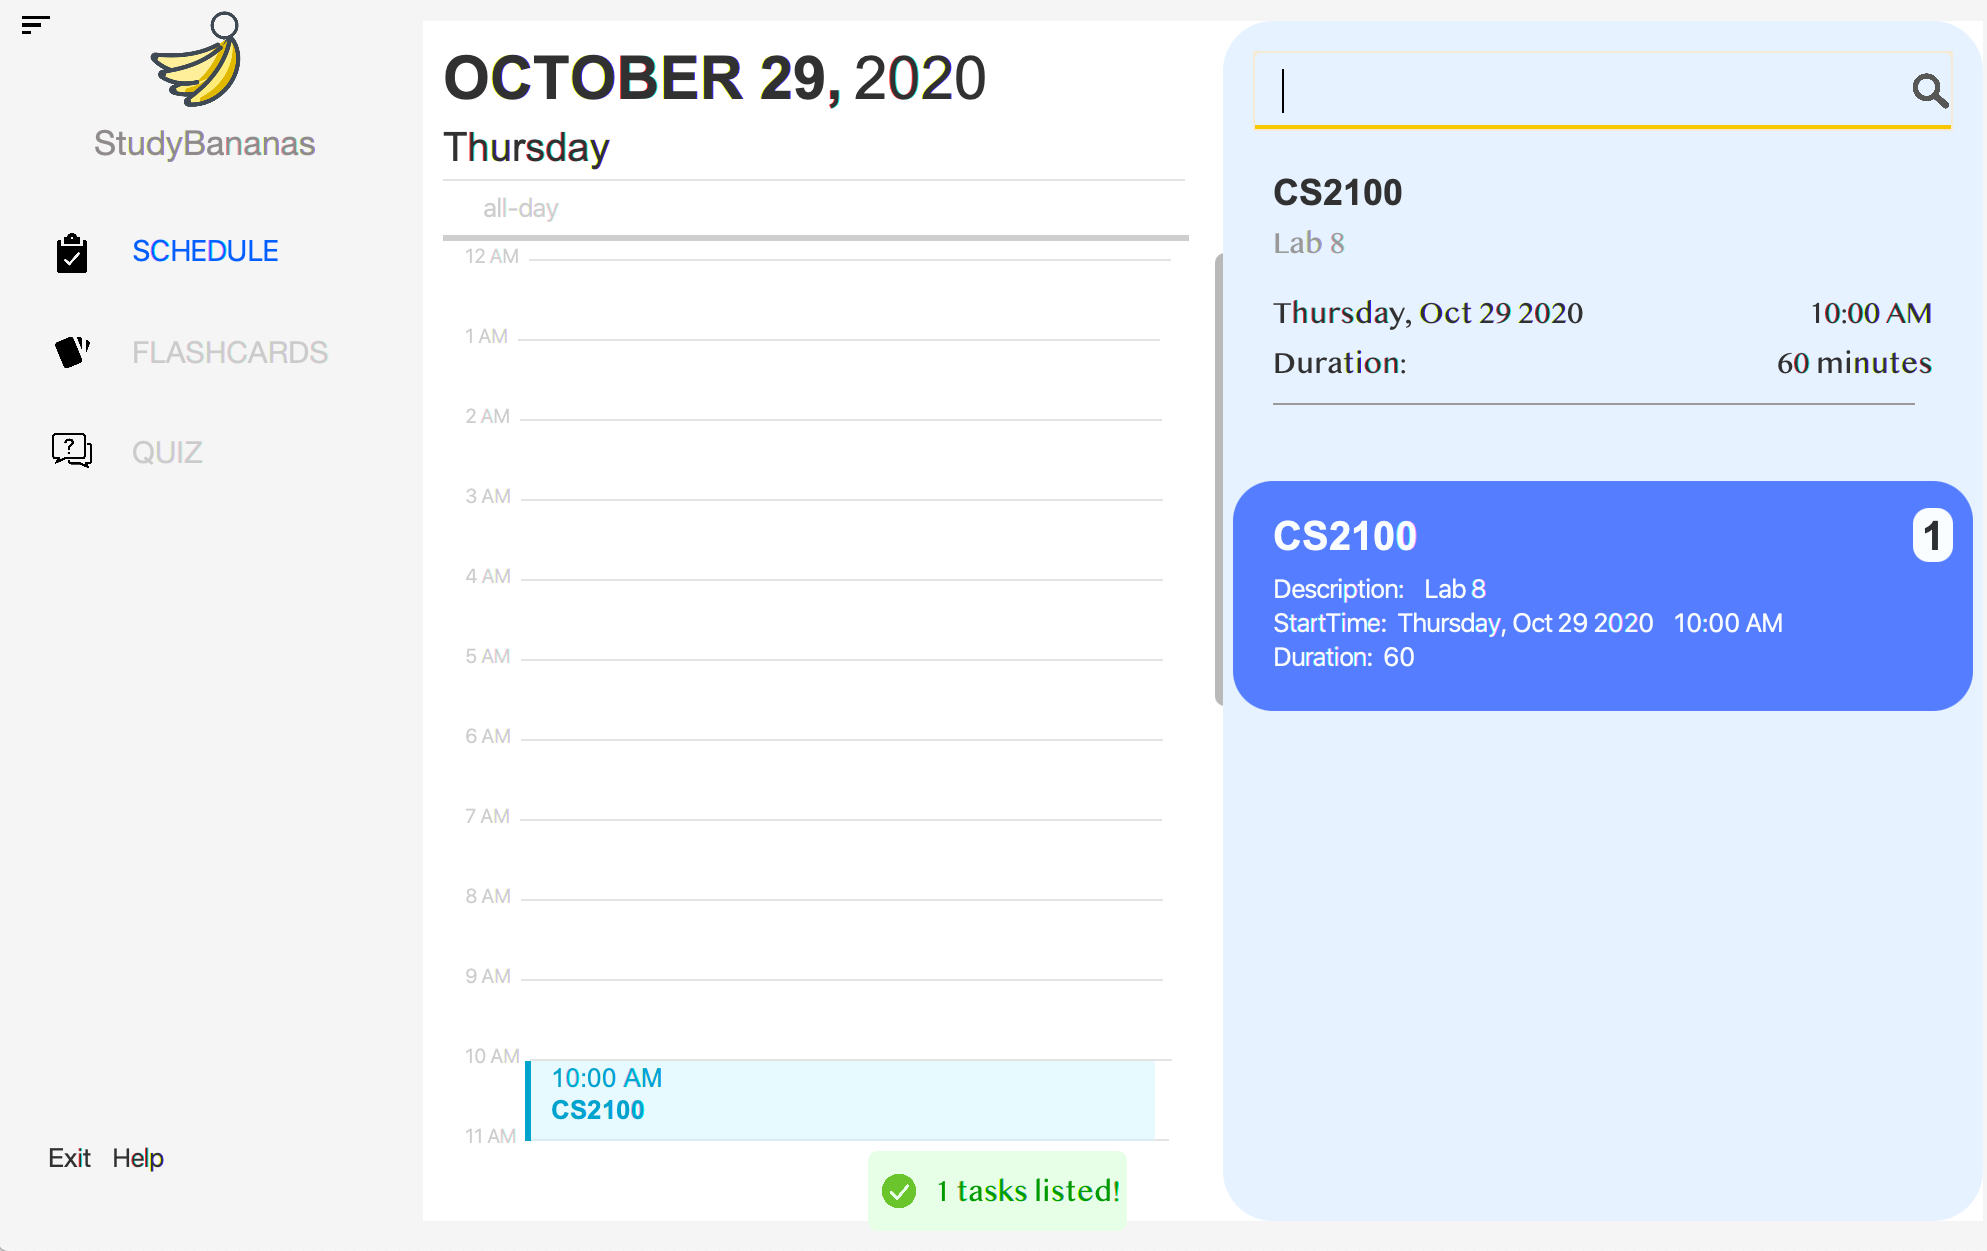 StudyBananas
SCHEDULE
FLASHCARDS
QUIZ
Exit Help
OCTOBER 29, 2020
Thursday
all-day
12 AM
1 AM
2 AM
3 AM
4 AM
5 AM
6 AM
7 AM
8 AM
9 AM
10 AM
10:00 AM
CS2100
11 AM
1 tasks listed!
CS2100
Lab 8
Thursday, Oct 29 2020 10:00 AM
Duration: 60 minutes
CS2100 1
Description: Lab 8
StartTime: Thursday, Oct 29 2020 10:00 AM
Duration: 60